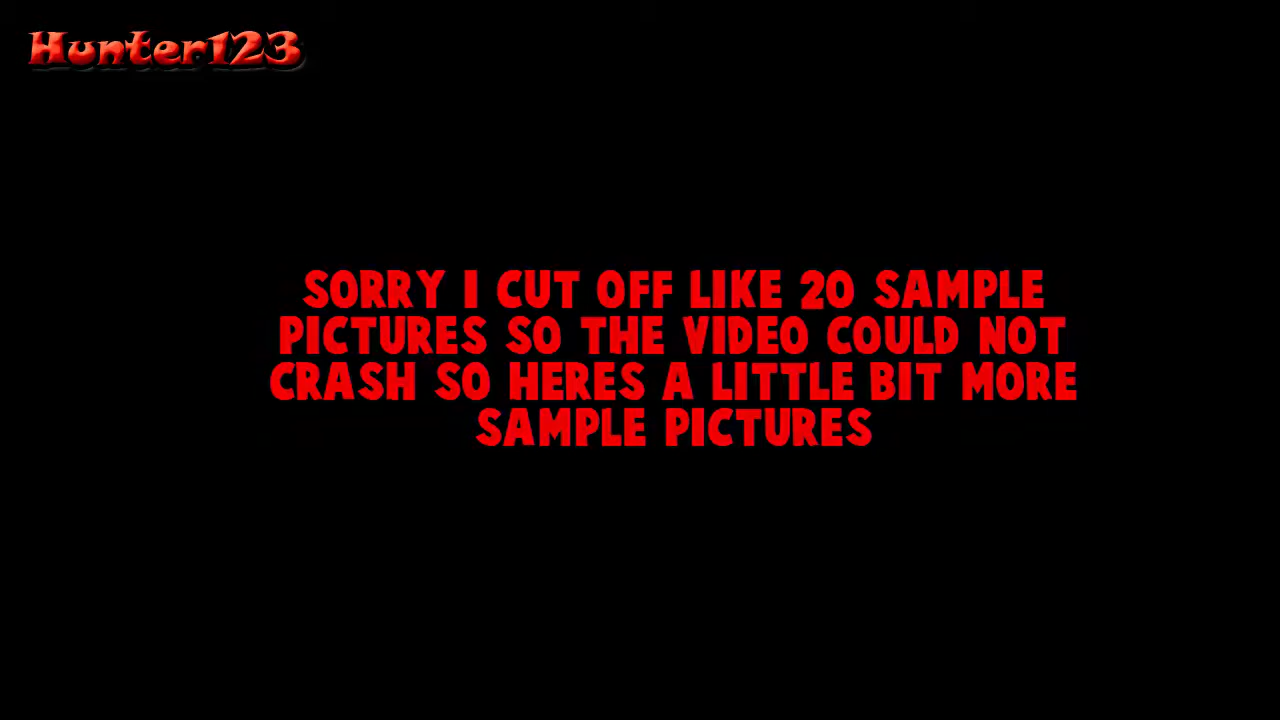 Hunter123
SORRY I CUT OFF LIKE 20 SAMPLE
PICTURES SO THE VIDEO COULD NOT
CRASH SO HERES A LITTLE BIT MORE
SAMPLE PICTURES